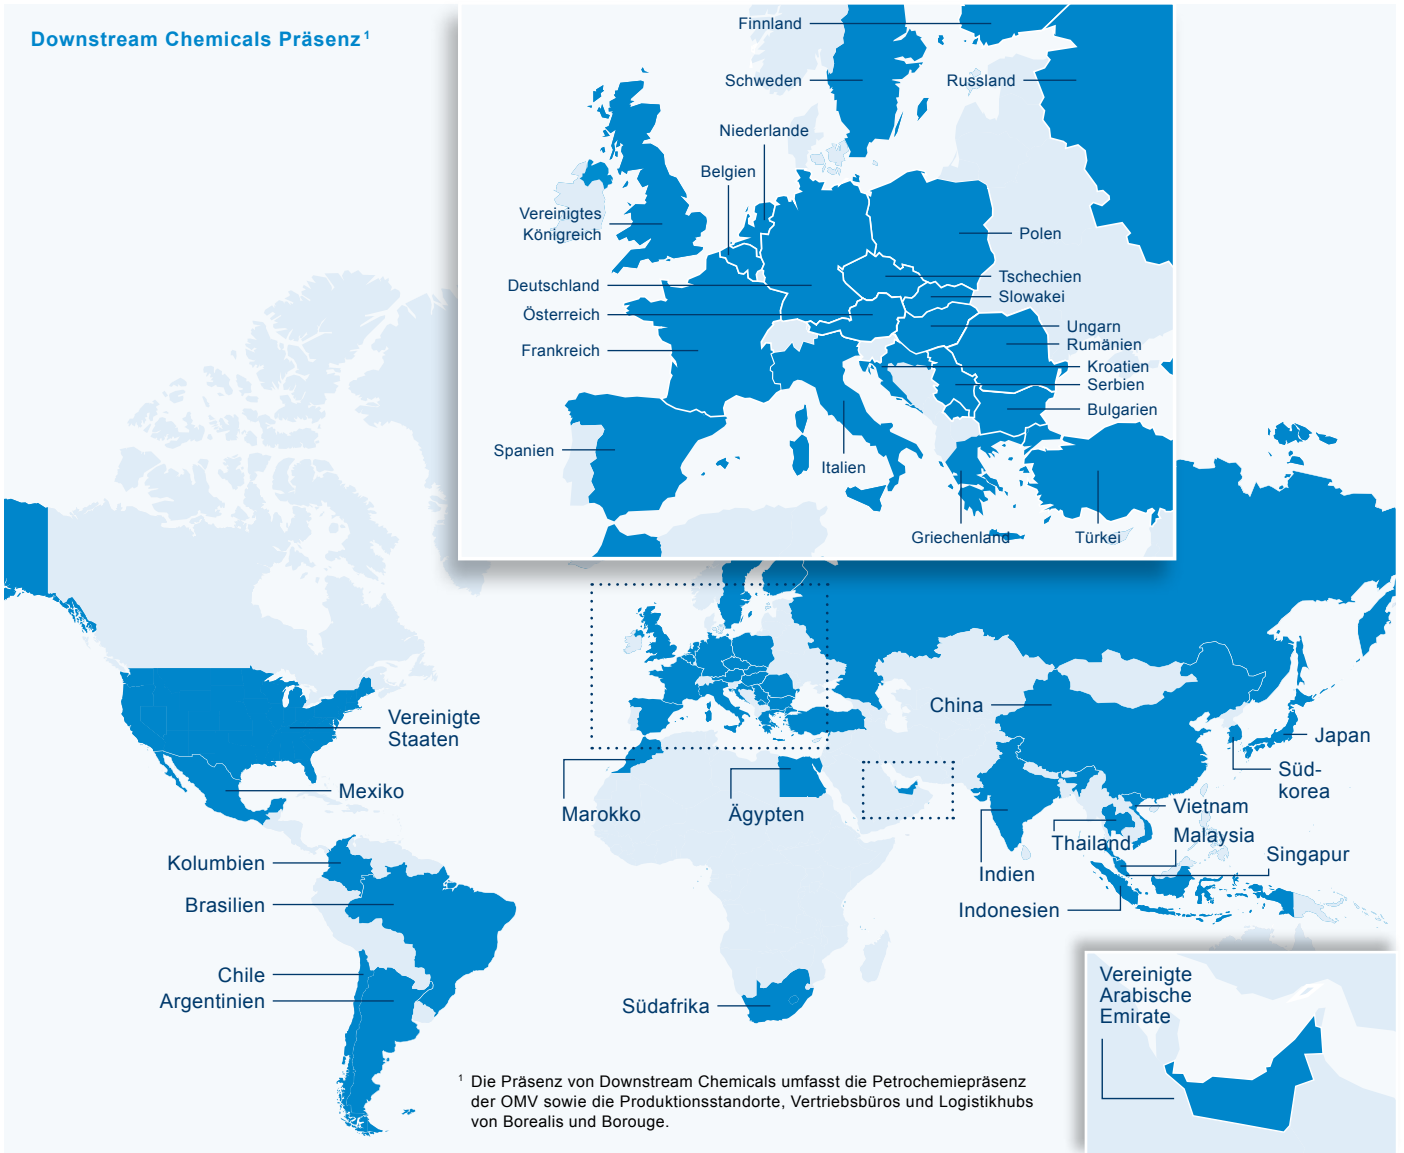 Downstream Chemicals Präsenz¹
Finnland
Schweden
Russland
Niederlande
Belgien
Vereinigtes
Königreich
Polen
Tschechien
Deutschland
Slowakei
Österreich
Ungarn
Rumänien
Frankreich
Kroatien
Serbien
Bulgarien
Spanien
Italien
Griechenland
Türkei
Vereinigte
Staaten
China
Japan
Süd-
korea
Mexiko
Marokko
Ägypten
Vietnam
Thailand
Malaysia
Singapur
Kolumbien
Indien
Brasilien
Indonesien
Chile
Argentinien
Südafrika
Vereinigte
Arabische
Emirate
¹ Die Präsenz von Downstream Chemicals umfasst die Petrochemiepräsenz
der OMV sowie die Produktionsstandorte, Vertriebsbüros und Logistikhubs
von Borealis und Borouge.